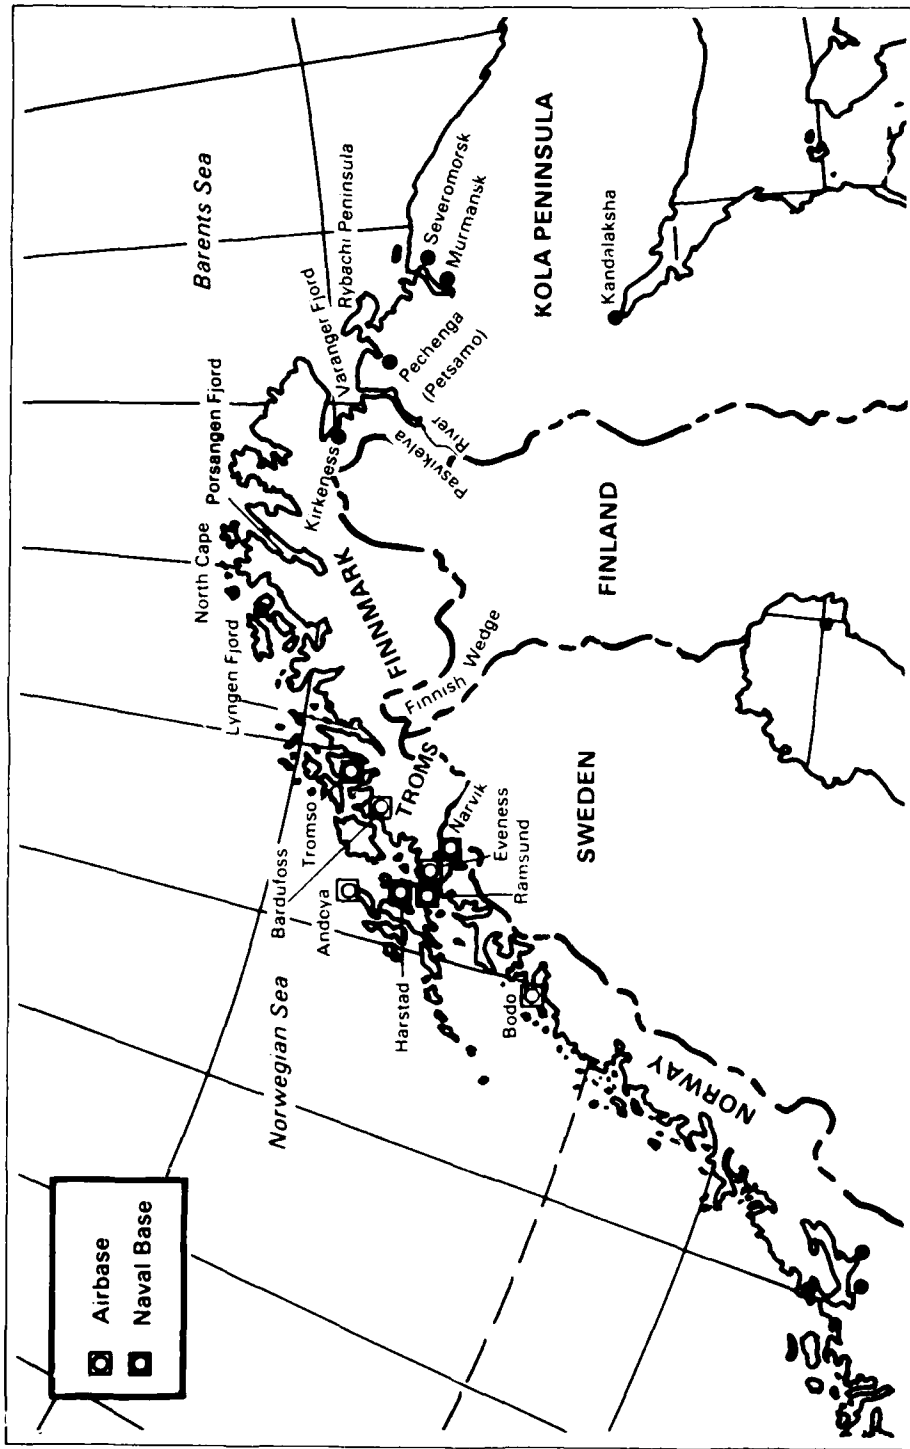 Barents Sea
Rybachi Peninsula
Severomorsk
Murmansk
KOLA PENINSULA
Kandalaksha
Varanger Fjord
Pechenga
(Petsamo)
Porsangen Fjord
Kirkeness
Pasvikelva
River
North Cape
FINNMARK
FINLAND
Lyngen Fjord
Finnish Wedge
Tromso
TROMS
Bardufoss
Narvik
Eveness
Ramsund
SWEDEN
Andoya
Harstad
Bodo
Norwegian Sea
NORWAY
Airbase
Naval Base